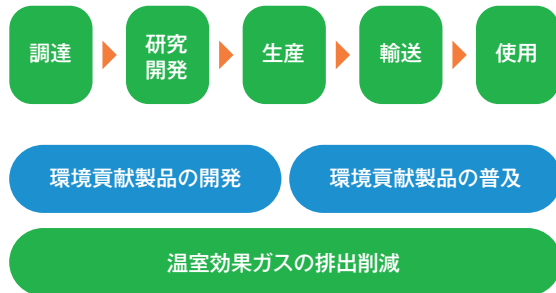 調達
研究
開発
生産
輸送
使用
環境貢献製品の開発
環境貢献製品の普及
温室効果ガスの排出削減